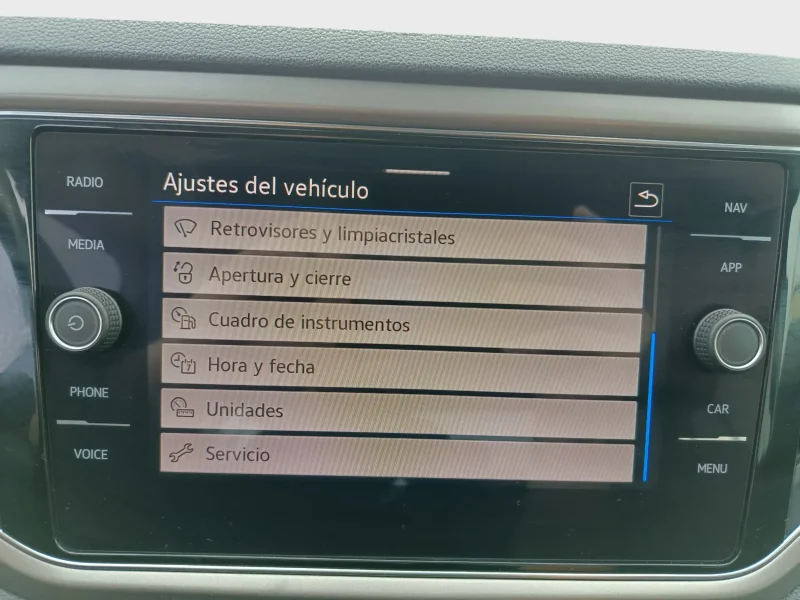 Ajustes del vehículo
RADIO
MEDIA
PHONE
VOICE
Retrovisores y limpiacristales
Apertura y cierre
Cuadro de instrumentos
7
Hora y fecha
Unidades
Servicio
NAV
APP
CAR
MENU